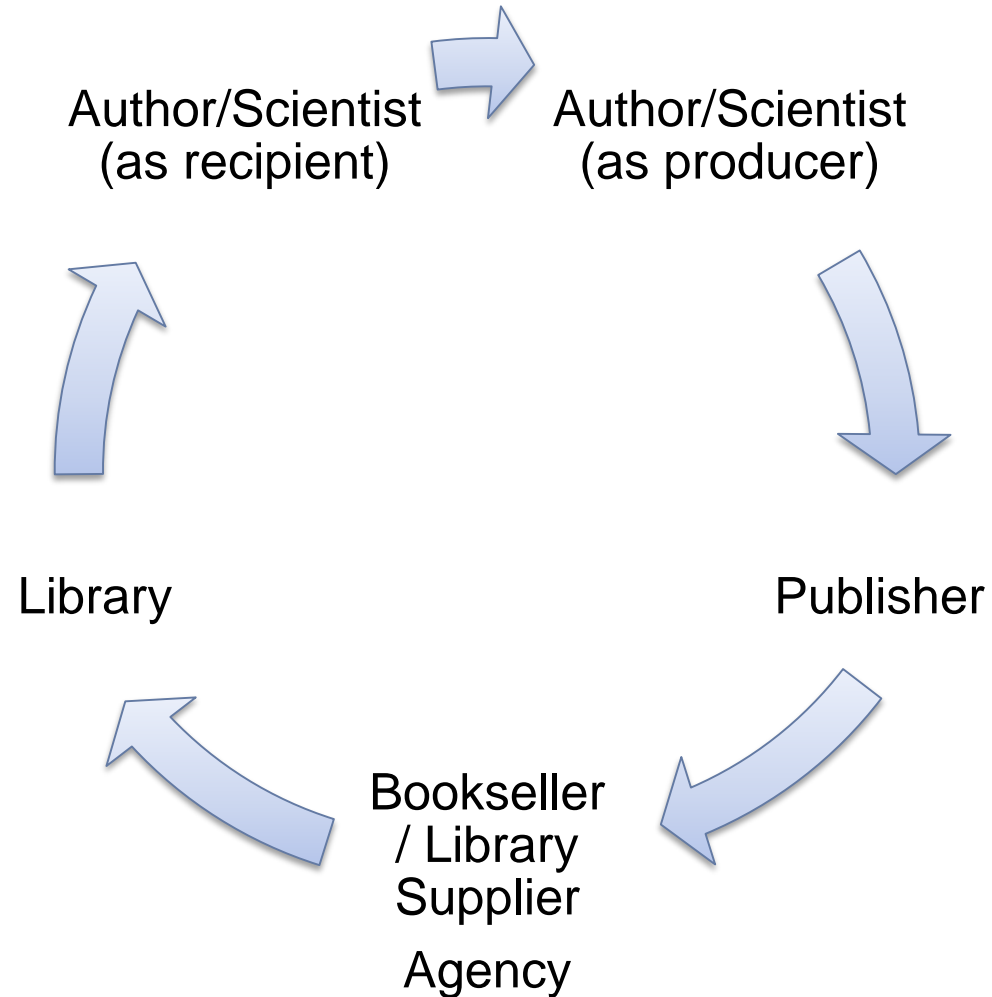 Author/Scientist
(as recipient)
Author/Scientist
(as producer)
Library
Publisher
Bookseller
/ Library
Supplier
Agency